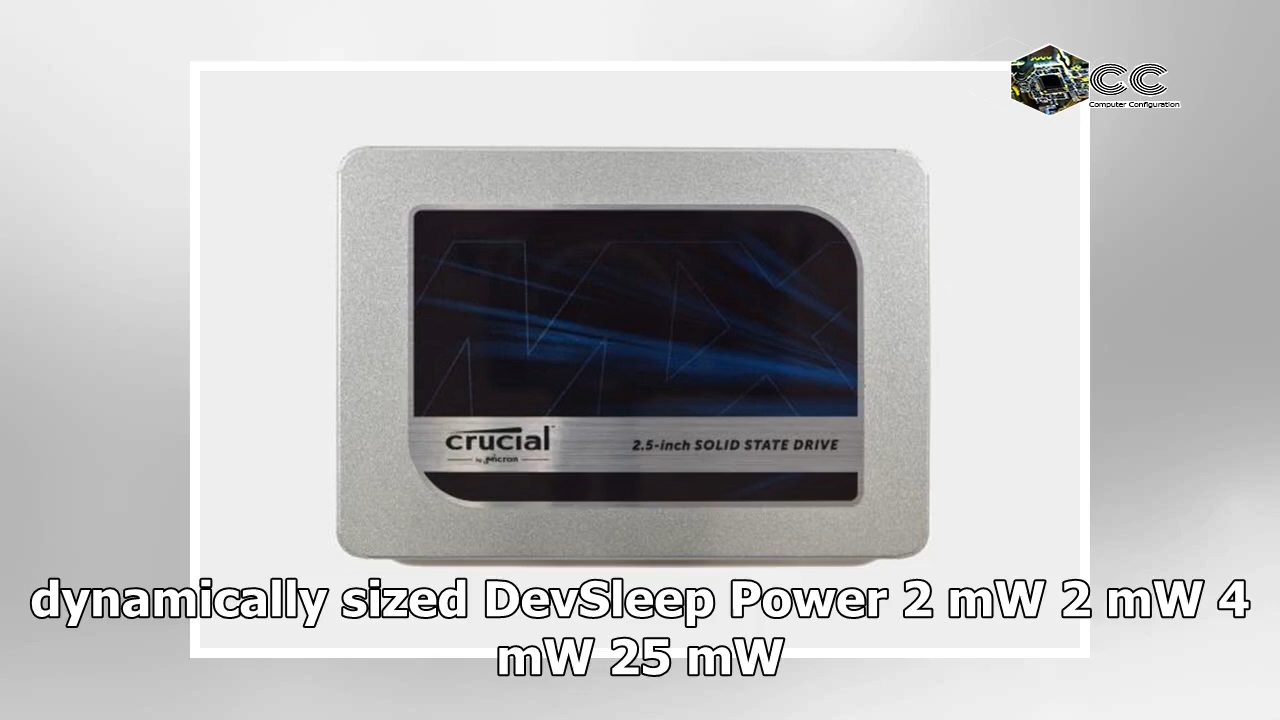 CC
Computer Configuration
crucial
by Micron
2.5-inch SOLID STATE DRIVE
dynamically sized DevSleep Power 2 mW 2 mW 4
mW 25 mW